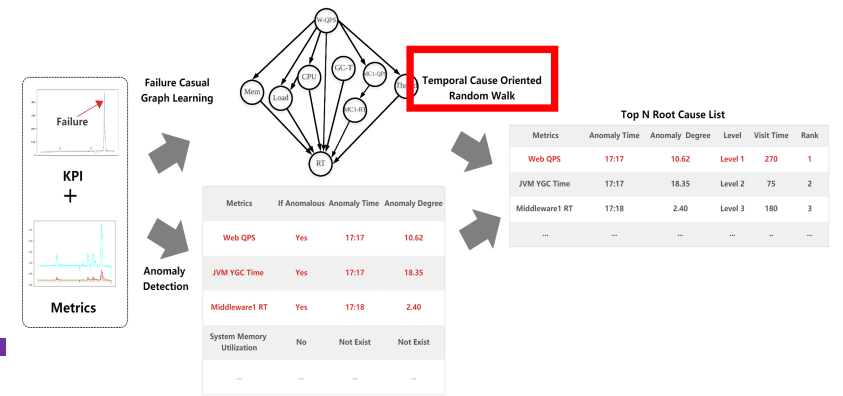 Failure
KPI
+
Metrics
Failure Casual
Graph Learning
Anomaly
Detection
W-QPS
Mem
Load
CPU
GC-T
MC1-QPS
MC1-RT
RT
Temporal Cause Oriented
Random Walk
Metrics If Anomalous Anomaly Time Anomaly Degree
Web QPS Yes 17:17 10.62
JVM YGC Time Yes 17:17 18.35
Middleware1 RT Yes 17:18 2.40
System Memory
Utilization No Not Exist Not Exist
... ... ... ...
Top N Root Cause List
Metrics Anomaly Time Anomaly Degree Level Visit Time Rank
Web QPS 17:17 10.62 Level 1 270 1
JVM YGC Time 17:17 18.35 Level 2 75 2
Middleware1 RT 17:18 2.40 Level 3 180 3
... ... ... ... .. ...